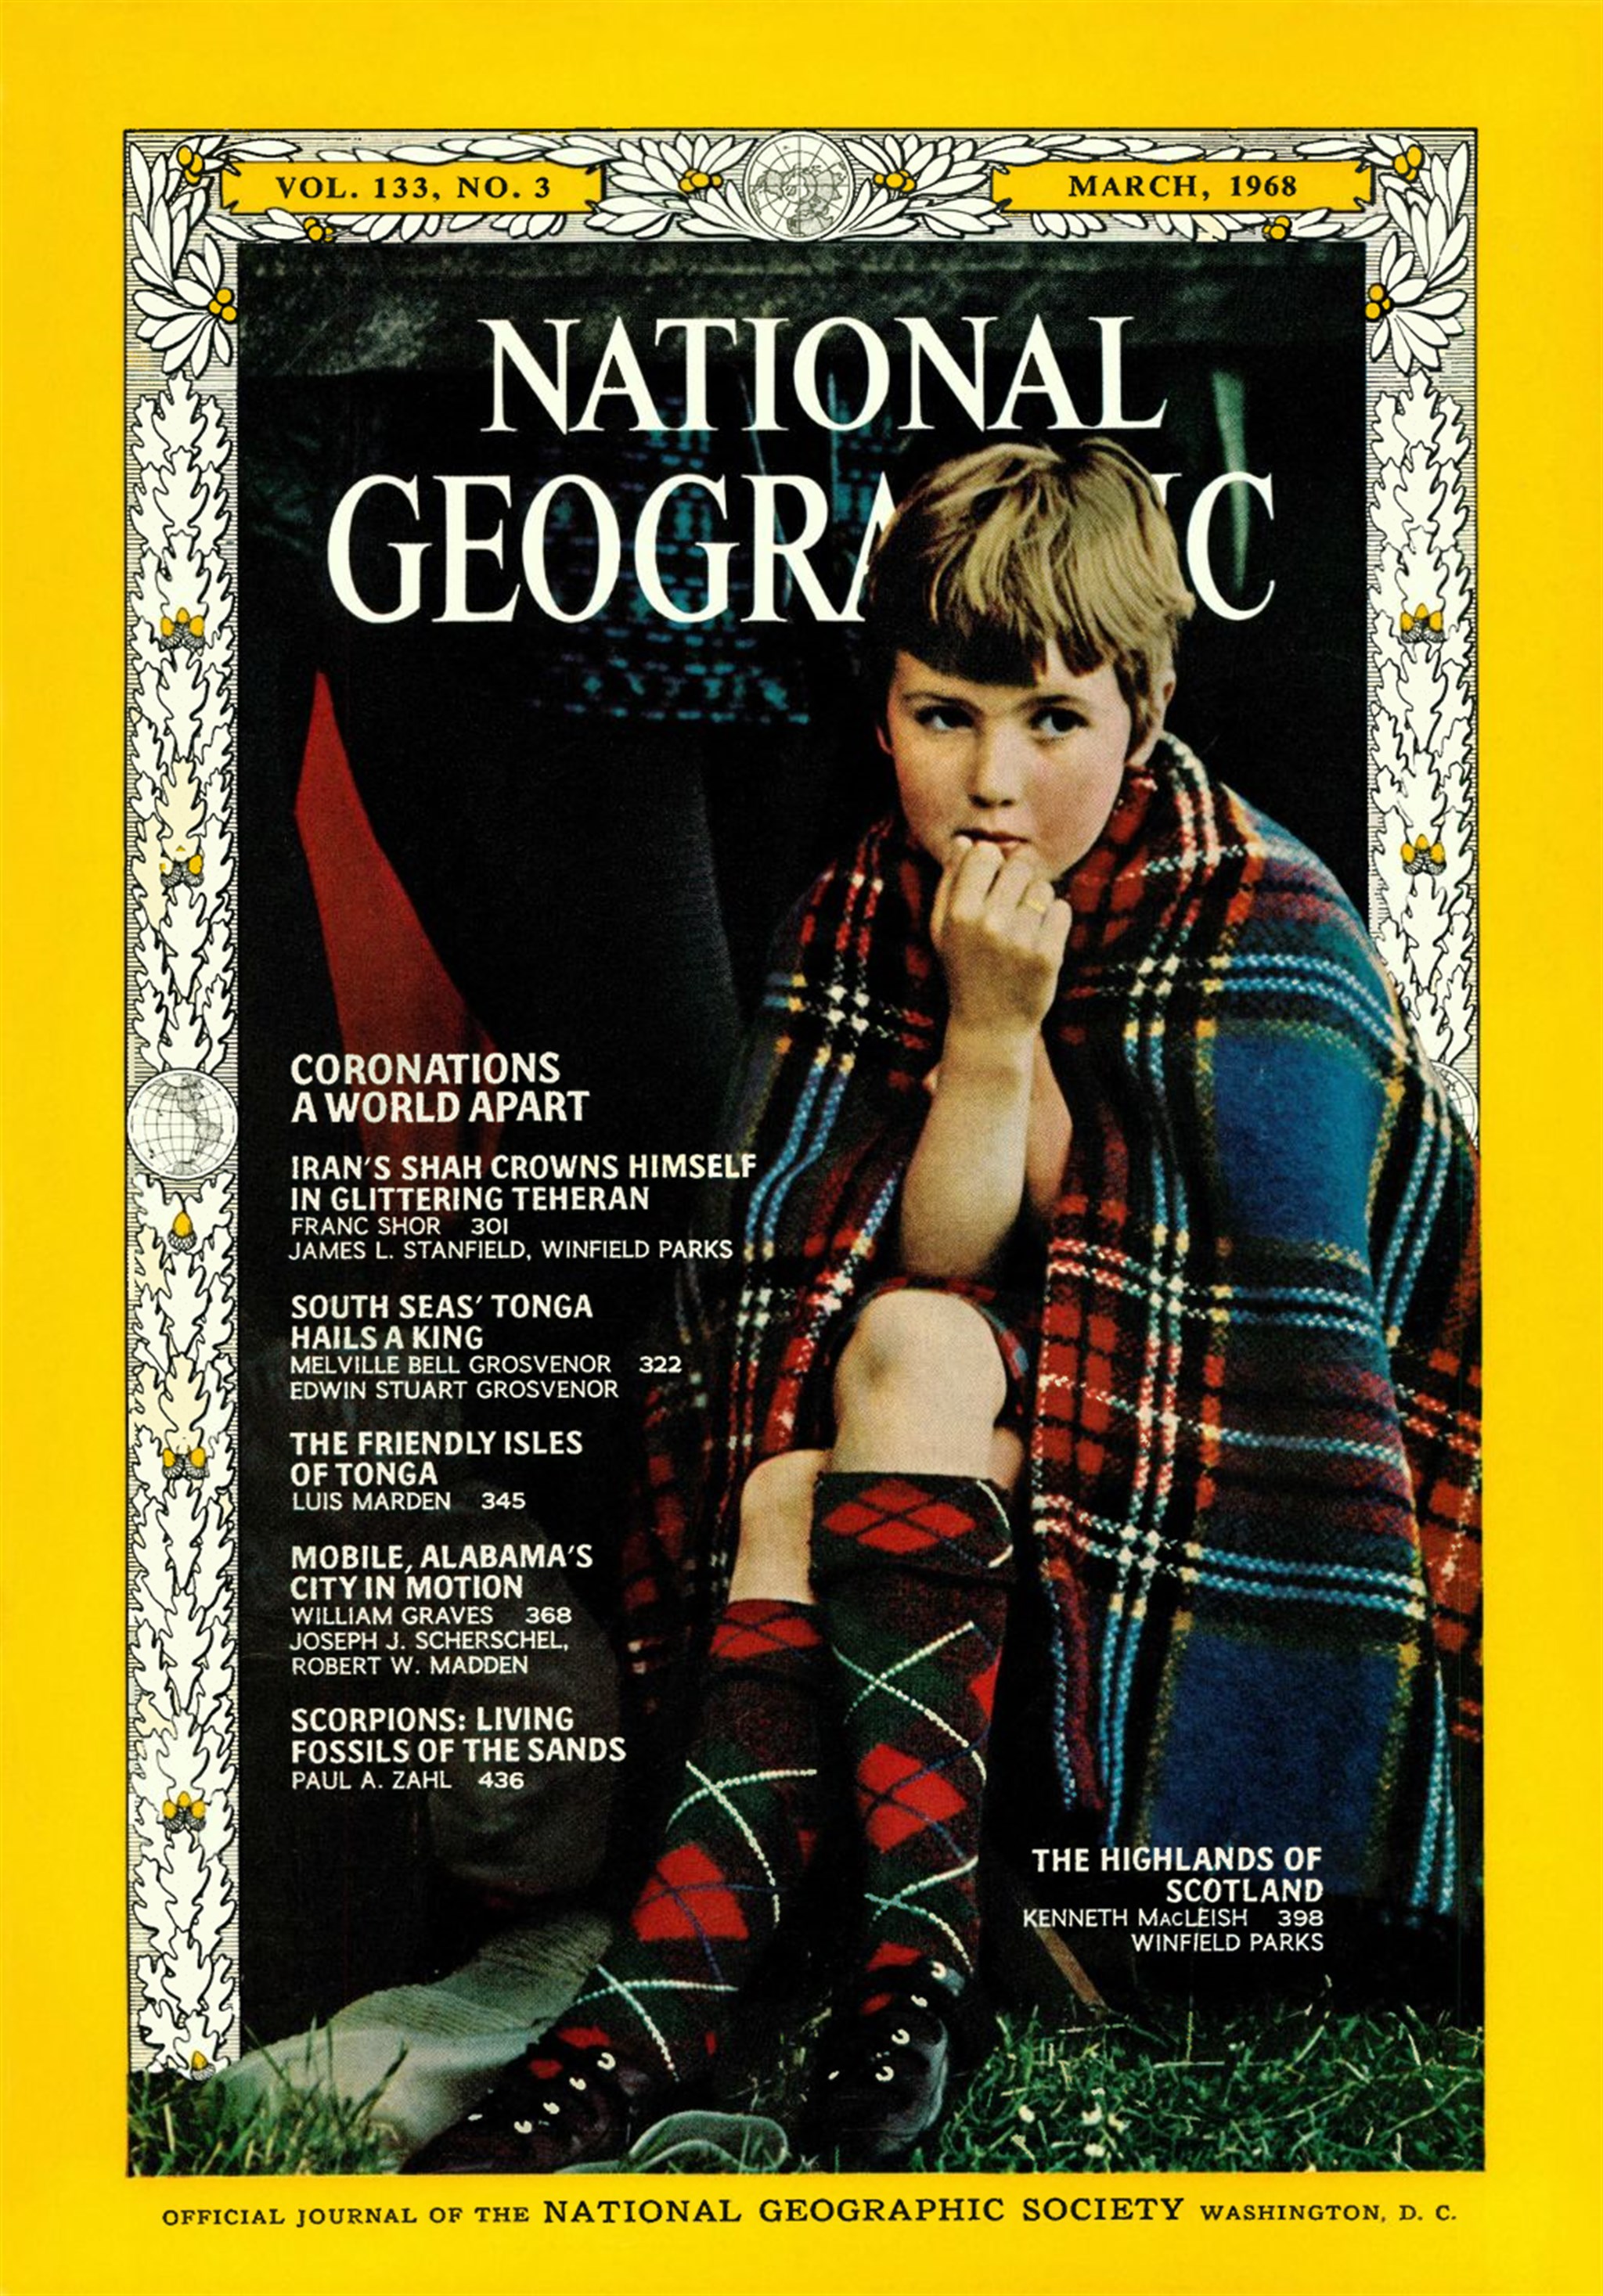 VOL. 133, NO. 3
MARCH, 1968
NATIONAL
GEOGRA IC
CORONATIONS
A WORLD APART
IRAN'S SHAH CROWNS HIMSELF
IN GLITTERING TEHERAN
FRANC SHOR 301
JAMES L. STANFIELD, WINFIELD PARKS
SOUTH SEAS' TONGA
HAILS A KING
MELVILLE BELL GROSVENOR 322
EDWIN STUART GROSVENOR
THE FRIENDLY ISLES
OF TONGA
LUIS MARDEN 345
MOBILE, ALABAMA'S
CITY IN MOTION
WILLIAM GRAVES 368
JOSEPH J. SCHERSCHEL,
ROBERT W. MADDEN
SCORPIONS: LIVING
FOSSILS OF THE SANDS
PAUL A. ZAHL 436
THE HIGHLANDS OF
SCOTLAND
KENNETH MacLEISH 398
WINFIELD PARKS
OFFICIAL JOURNAL OF THE NATIONAL GEOGRAPHIC SOCIETY WASHINGTON, D. C.